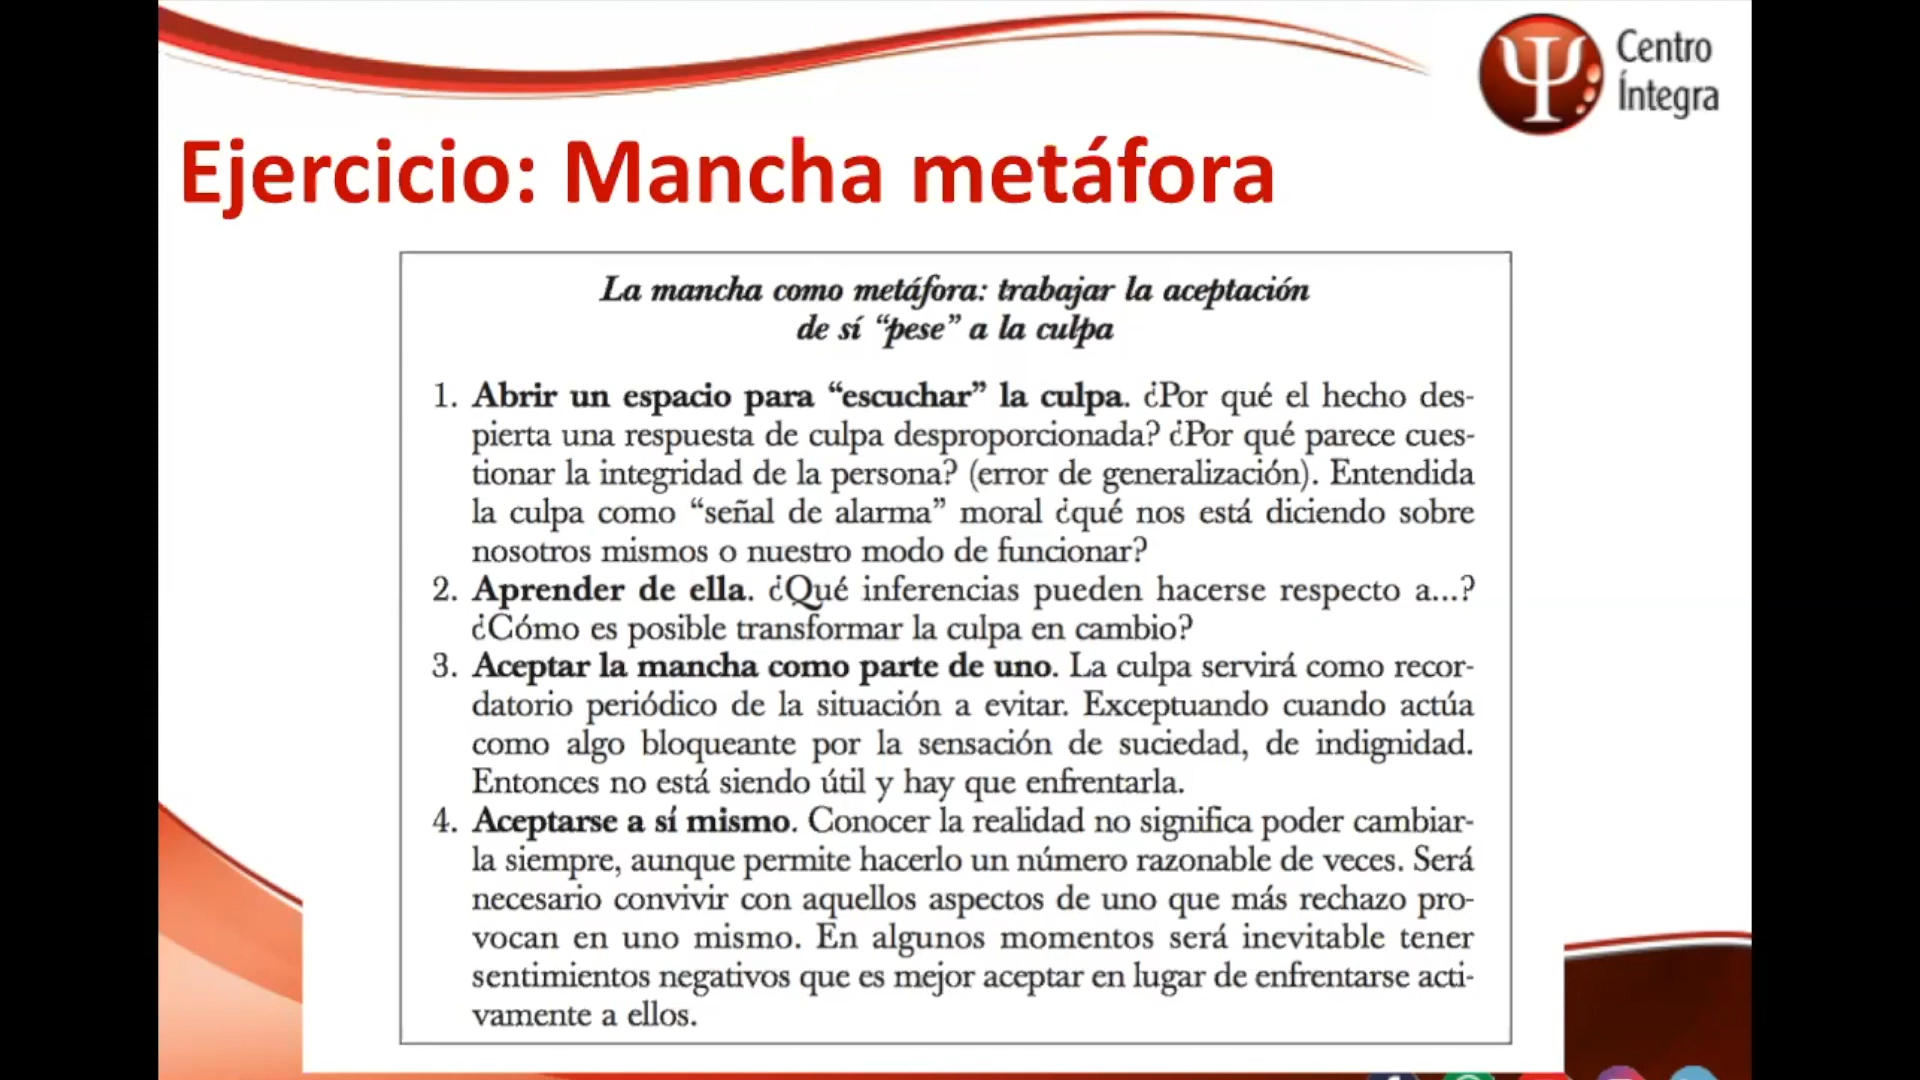 Centro
Íntegra
Ejercicio: Mancha metáfora
La mancha como metáfora: trabajar la aceptación
de sí “pese” a la culpa
1. Abrir un espacio para “escuchar” la culpa. ¿Por qué el hecho des-
pierta una respuesta de culpa desproporcionada? ¿Por qué parece cues-
tionar la integridad de la persona? (error de generalización). Entendida
la culpa como “señal de alarma” moral ¿qué nos está diciendo sobre
nosotros mismos o nuestro modo de funcionar?
2. Aprender de ella. ¿Qué inferencias pueden hacerse respecto a...?
¿Cómo es posible transformar la culpa en cambio?
3. Aceptar la mancha como parte de uno. La culpa servirá como recor-
datorio periódico de la situación a evitar. Exceptuando cuando actúa
como algo bloqueante por la sensación de suciedad, de indignidad.
Entonces no está siendo útil y hay que enfrentarla.
4. Aceptarse a sí mismo. Conocer la realidad no significa poder cambiar-
la siempre, aunque permite hacerlo un número razonable de veces. Será
necesario convivir con aquellos aspectos de uno que más rechazo pro-
vocan en uno mismo. En algunos momentos será inevitable tener
sentimientos negativos que es mejor aceptar en lugar de enfrentarse acti-
vamente a ellos.